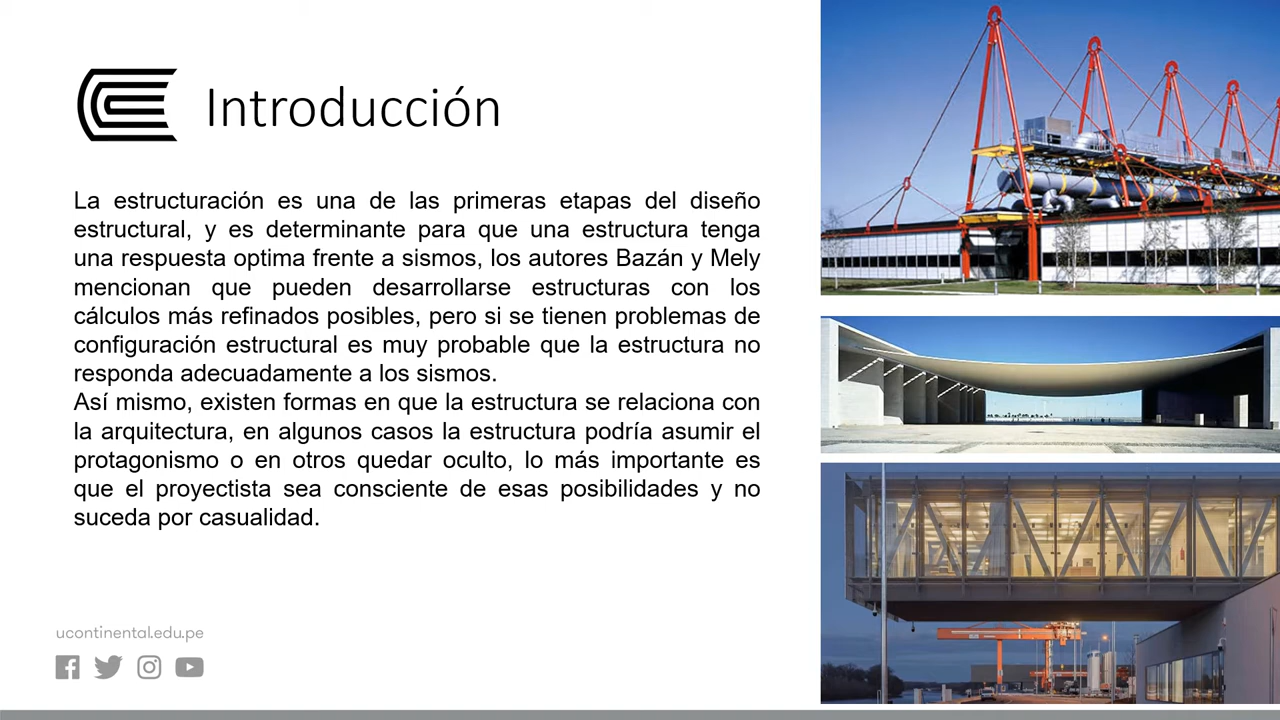 Introducción
La estructuración es una de las primeras etapas del diseño
estructural, y es determinante para que una estructura tenga
una respuesta optima frente a sismos, los autores Bazán y Mely
mencionan que pueden desarrollarse estructuras con los
cálculos más refinados posibles, pero si se tienen problemas de
configuración estructural es muy probable que la estructura no
responda adecuadamente a los sismos.
Así mismo, existen formas en que la estructura se relaciona con
la arquitectura, en algunos casos la estructura podría asumir el
protagonismo o en otros quedar oculto, lo más importante es
que el proyectista sea consciente de esas posibilidades y no
suceda por casualidad.
ucontinental.edu.pe